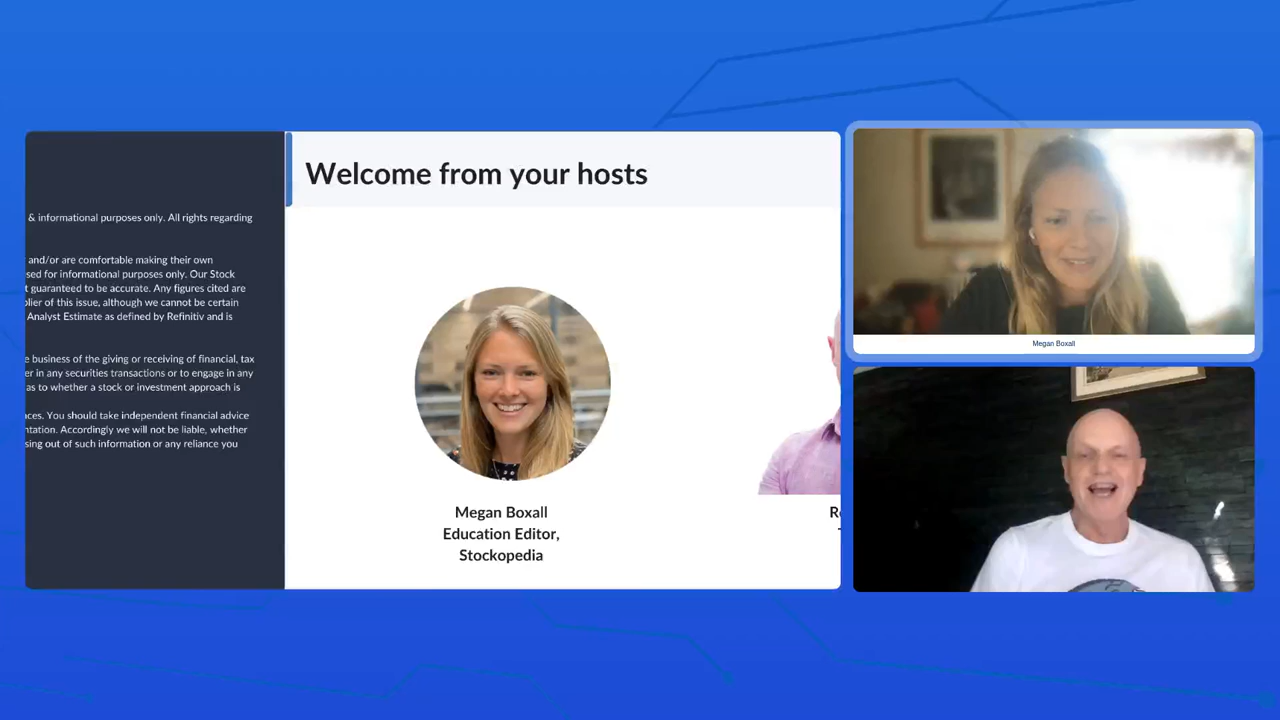 Welcome from your hosts
& informational purposes only. All rights regarding
and/or are comfortable making their own
sed for informational purposes only. Our Stock
guaranteed to be accurate. Any figures cited are
plier of this issue, although we cannot be certain
Analyst Estimate as defined by Refinitiv and is
business of the giving or receiving of financial, tax
er in any securities transactions or to engage in any
as to whether a stock or investment approach is
ces. You should take independent financial advice
ntation. Accordingly we will not be liable, whether
sing out of such information or any reliance you
Megan Boxall
Education Editor,
Stockopedia
Megan Boxall